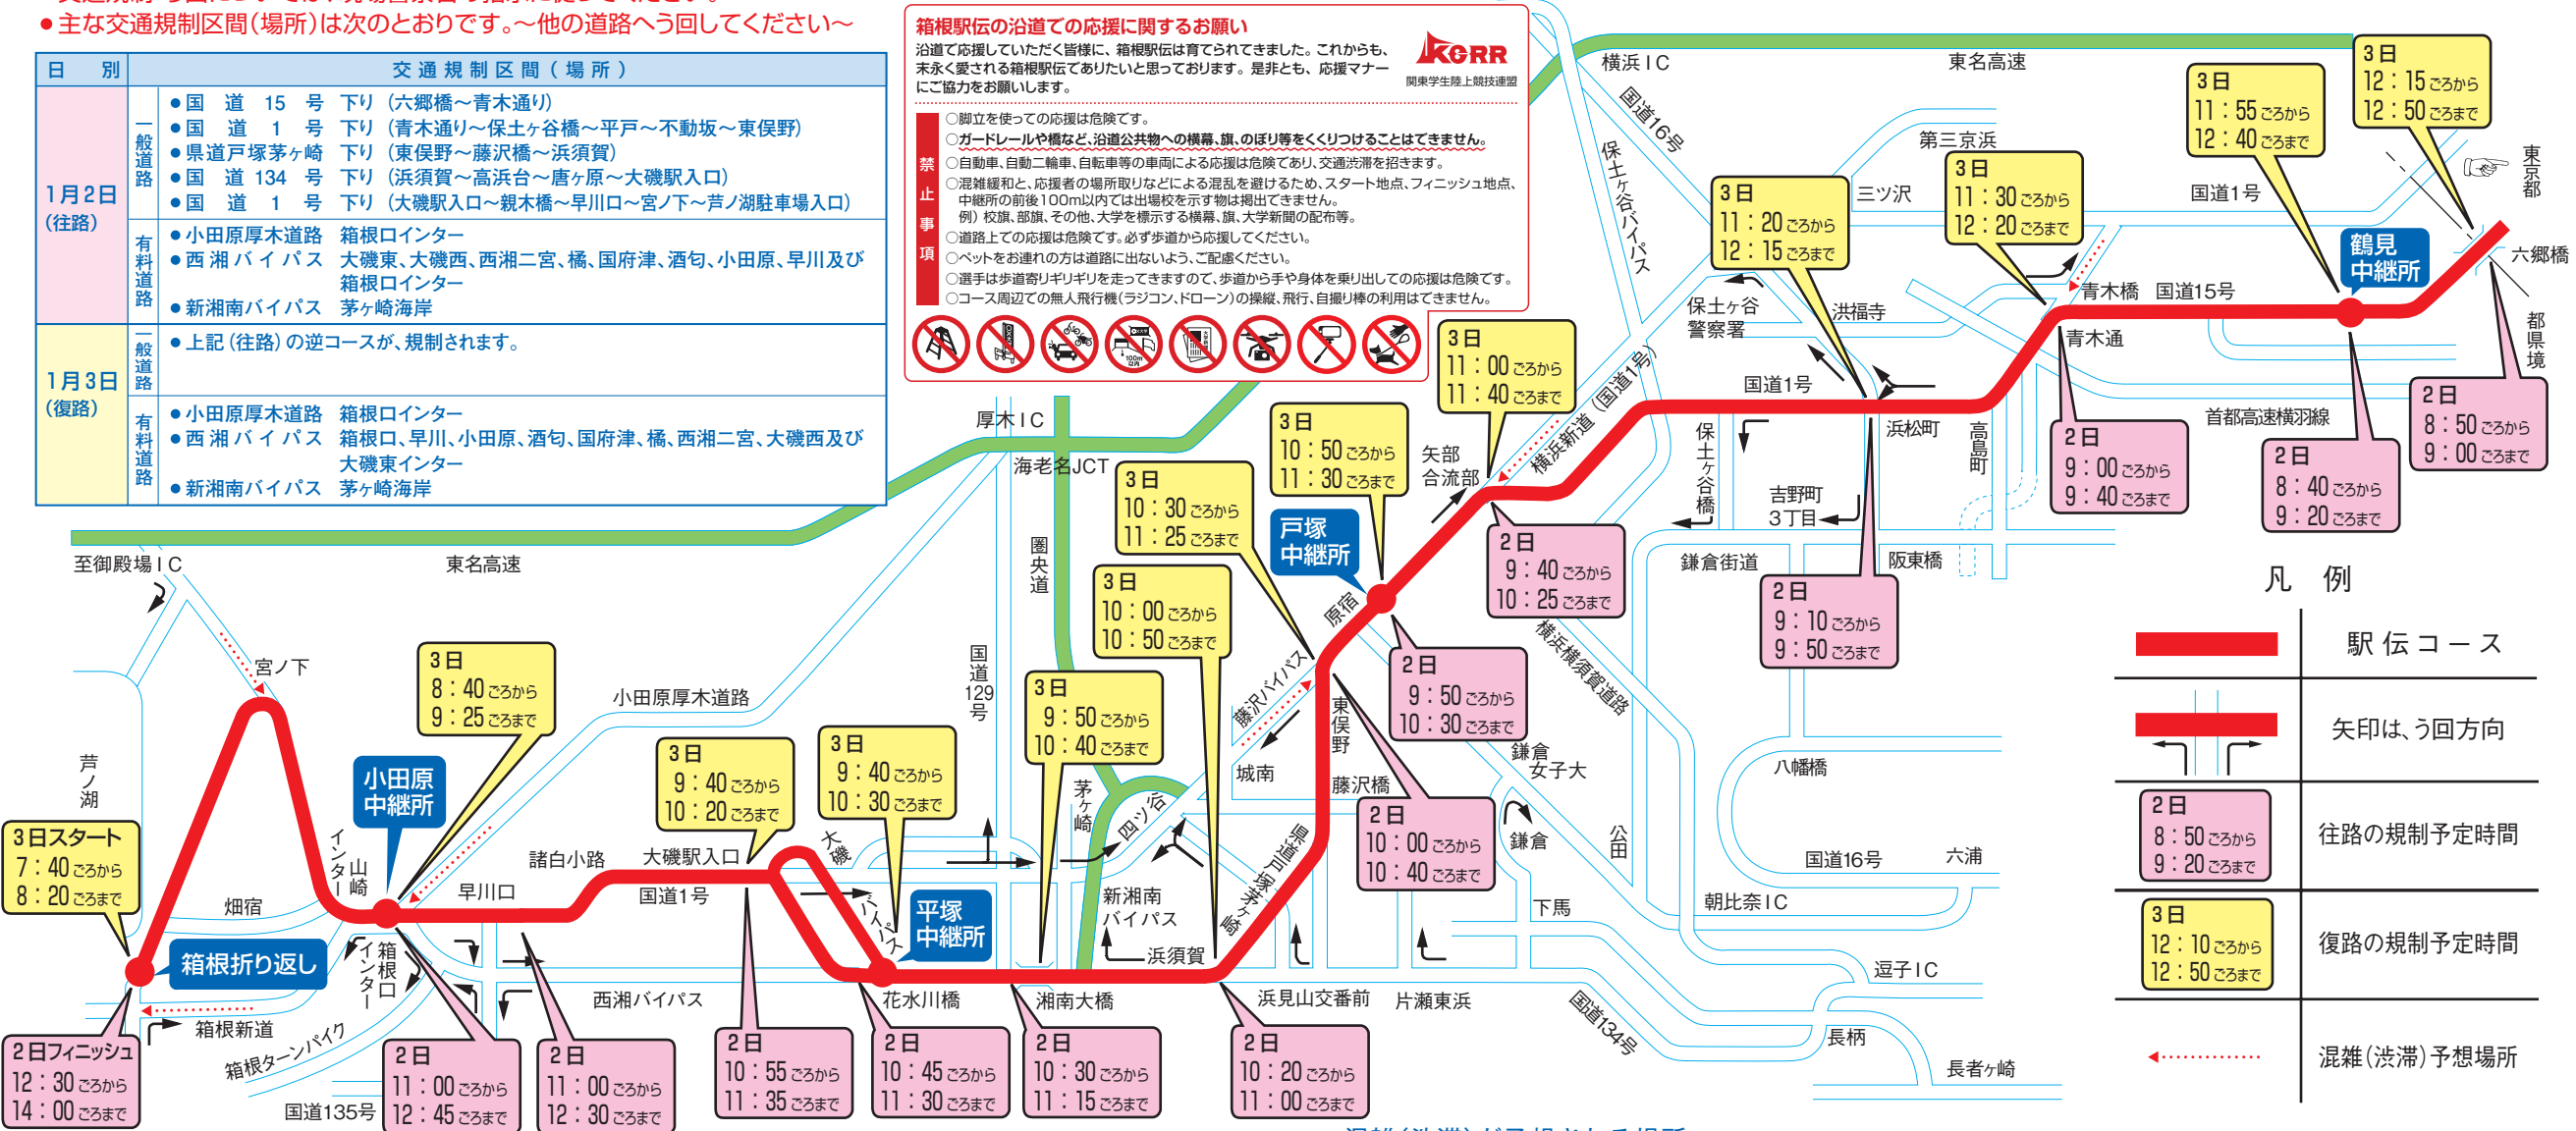 ●主な交通規制区間(場所)は次のとおりです。〜他の道路へう回してください〜
日　別
交通規制区間(場所)
1月2日
(往路)
一般道路
●国道15号 下り (六郷橋〜青木通り)
●国道1号 下り (青木通り〜保土ヶ谷橋〜平戸〜不動坂〜東俣野)
●県道戸塚茅ヶ崎 下り (東俣野〜藤沢橋〜浜須賀)
●国道134号 下り (浜須賀〜高浜台〜唐ヶ原〜大磯駅入口)
●国道1号 下り (大磯駅入口〜親木橋〜早川口〜宮ノ下〜芦ノ湖駐車場入口)
有料道路
●小田原厚木道路 箱根口インター
●西湘バイパス 大磯東、大磯西、西湘二宮、橘、国府津、酒匂、小田原、早川及び
箱根口インター
●新湘南バイパス 茅ヶ崎海岸
1月3日
(復路)
一般道路
●上記(往路)の逆コースが、規制されます。
有料道路
●小田原厚木道路 箱根口インター
●西湘バイパス 箱根口、早川、小田原、酒匂、国府津、橘、西湘二宮、大磯西及び
大磯東インター
●新湘南バイパス 茅ヶ崎海岸
箱根駅伝の沿道での応援に関するお願い
沿道で応援していただく皆様に、箱根駅伝は育てられてきました。これからも、
末永く愛される箱根駅伝でありたいと思っております。是非とも、応援マナー
にご協力をお願いします。
KGRR
関東学生陸上競技連盟
禁止事項
○脚立を使っての応援は危険です。
○ガードレールや橋など、沿道公共物への横幕、旗、のぼり等をくくりつけることはできません。
○自動車、自動二輪車、自転車等の車両による応援は危険であり、交通渋滞を招きます。
○混雑緩和と、応援者の場所取りなどによる混乱を避けるため、スタート地点、フィニッシュ地点、
中継所の前後100m以内では出場校を示す物は掲出できません。
例) 校旗、部旗、その他、大学を標示する横幕、旗、大学新聞の配布等。
○道路上での応援は危険です。必ず歩道から応援してください。
○ペットをお連れの方は道路に出ないよう、ご配慮ください。
○選手は歩道寄りギリギリを走ってきますので、歩道から手や身体を乗り出しての応援は危険です。
○コース周辺での無人飛行機(ラジコン、ドローン)の操縦、飛行、自撮り棒の利用はできません。
100m
以内
横浜IC
東名高速
国道16号
保土ヶ谷バイパス
第三京浜
三ツ沢
国道1号
東京都
六郷橋
都県境
3日
12:15ごろから
12:50ごろまで
3日
11:55ごろから
12:40ごろまで
3日
11:30ごろから
12:20ごろまで
3日
11:20ごろから
12:15ごろまで
鶴見
中継所
青木橋
国道15号
青木通
保土ヶ谷
警察署
洪福寺
国道1号
浜松町
高島町
首都高速横羽線
2日
8:50ごろから
9:00ごろまで
2日
8:40ごろから
9:20ごろまで
2日
9:00ごろから
9:40ごろまで
3日
11:00ごろから
11:40ごろまで
横浜新道(国道1号)
矢部
合流部
保土ヶ谷橋
吉野町
3丁目
鎌倉街道
阪東橋
2日
9:10ごろから
9:50ごろまで
2日
9:40ごろから
10:25ごろまで
3日
10:50ごろから
11:30ごろまで
戸塚
中継所
原宿
2日
9:50ごろから
10:30ごろまで
3日
10:30ごろから
11:25ごろまで
3日
10:00ごろから
10:50ごろまで
厚木IC
海老名JCT
圏央道
国道129号
至御殿場IC
東名高速
宮ノ下
芦ノ湖
小田原厚木道路
3日
8:40ごろから
9:25ごろまで
小田原
中継所
3日
9:40ごろから
10:20ごろまで
3日
9:40ごろから
10:30ごろまで
3日
9:50ごろから
10:40ごろまで
茅ヶ崎
四ツ谷
藤沢バイパス
城南
東俣野
藤沢橋
横浜横須賀道路
鎌倉
女子大
鎌倉
公田
八幡橋
国道16号
六浦
朝比奈IC
下馬
逗子IC
長柄
長者ヶ崎
国道134号
片瀬東浜
浜見山交番前
県道戸塚茅ヶ崎
2日
10:00ごろから
10:40ごろまで
新湘南
バイパス
浜須賀
湘南大橋
花水川橋
平塚
中継所
大磯
バイパス
大磯駅入口
国道1号
諸白小路
早川口
西湘バイパス
山崎
インター
箱根口
インター
畑宿
箱根折り返し
箱根新道
箱根ターンパイク
国道135号
3日スタート
7:40ごろから
8:20ごろまで
2日フィニッシュ
12:30ごろから
14:00ごろまで
2日
11:00ごろから
12:45ごろまで
2日
11:00ごろから
12:30ごろまで
2日
10:55ごろから
11:35ごろまで
2日
10:45ごろから
11:30ごろまで
2日
10:30ごろから
11:15ごろまで
2日
10:20ごろから
11:00ごろまで
凡　例
駅伝コース
矢印は、う回方向
2日
8:50ごろから
9:20ごろまで
往路の規制予定時間
3日
12:10ごろから
12:50ごろまで
復路の規制予定時間
混雑(渋滞)予想場所